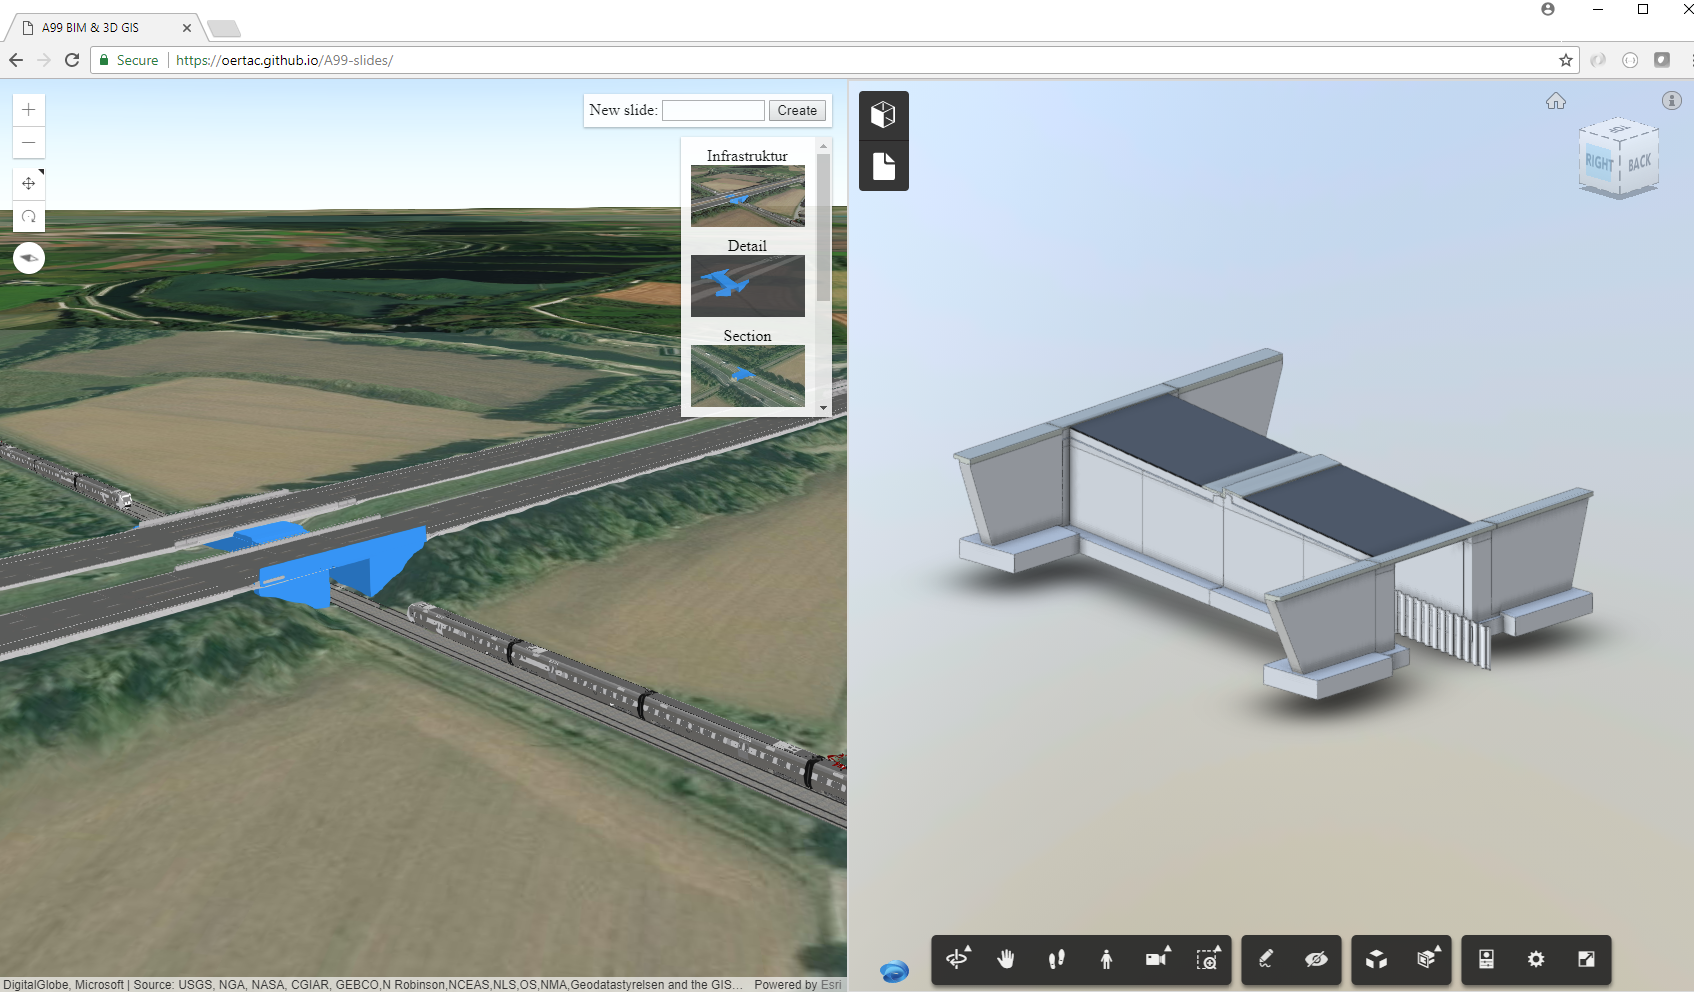 A99 BIM & 3D GIS
Secure
https://oertac.github.io/A99-slides/
New slide:
Create
Infrastruktur
Detail
Section
TOP
RIGHT
BACK
DigitalGlobe, Microsoft | Source: USGS, NGA, NASA, CGIAR, GEBCO,N Robinson,NCEAS,NLS,OS,NMA,Geodatastyrelsen and the GIS...
Powered by Esri